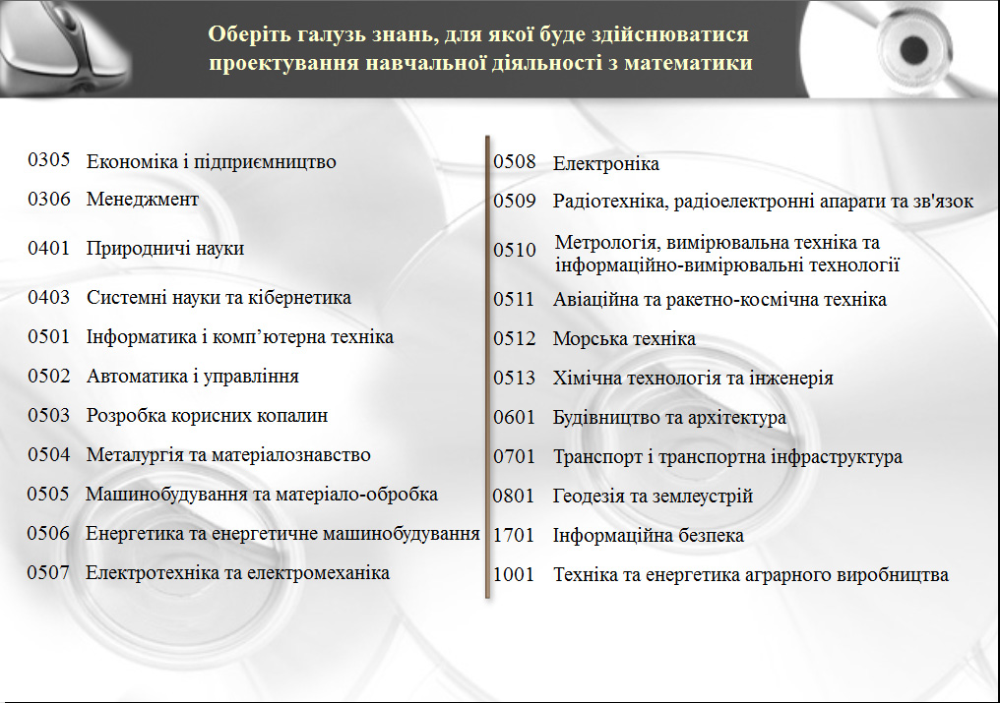 Оберіть галузь знань, для якої буде здійснюватися
проектування навчальної діяльності з математики
0305 Економіка і підприємництво
0306 Менеджмент
0401 Природничі науки
0403 Системні науки та кібернетика
0501 Інформатика і комп’ютерна техніка
0502 Автоматика і управління
0503 Розробка корисних копалин
0504 Металургія та матеріалознавство
0505 Машинобудування та матеріало-обробка
0506 Енергетика та енергетичне машинобудування
0507 Електротехніка та електромеханіка
0508 Електроніка
0509 Радіотехніка, радіоелектронні апарати та зв'язок
0510 Метрологія, вимірювальна техніка та
інформаційно-вимірювальні технології
0511 Авіаційна та ракетно-космічна техніка
0512 Морська техніка
0513 Хімічна технологія та інженерія
0601 Будівництво та архітектура
0701 Транспорт і транспортна інфраструктура
0801 Геодезія та землеустрій
1701 Інформаційна безпека
1001 Техніка та енергетика аграрного виробництва